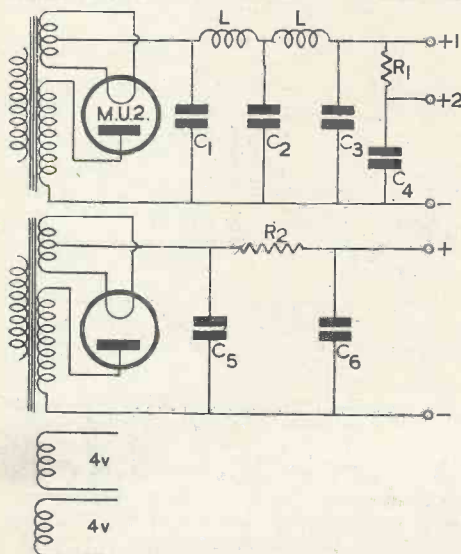 L L
+1
R1
M.U.2.
+2
C1 C2 C3
C4
-
R2
+
C5 C6
-
4v
4v